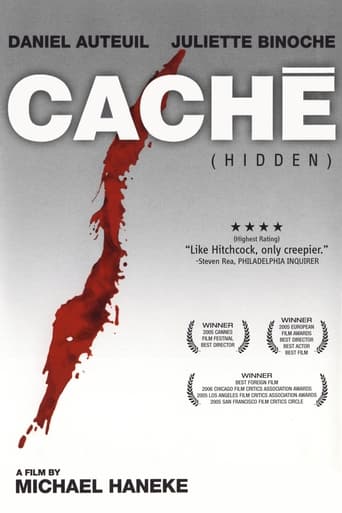 DANIEL AUTEUIL JULIETTE BINOCHE
CACHĒ
(HIDDEN)
★★★★
(Highest Rating)
“Like Hitchcock, only creepier.”
-Steven Rea, PHILADELPHIA INQUIRER
WINNER
2005 CANNES
FILM FESTIVAL
BEST DIRECTOR
WINNER
2005 EUROPEAN
FILM AWARDS
BEST DIRECTOR
BEST ACTOR
BEST FILM
WINNER
BEST FOREIGN FILM
2006 CHICAGO FILM CRITICS ASSOCIATION AWARDS
2005 LOS ANGELES FILM CRITICS ASSOCIATION AWARDS
2005 SAN FRANCISCO FILM CRITICS CIRCLE
A FILM BY
MICHAEL HANEKE